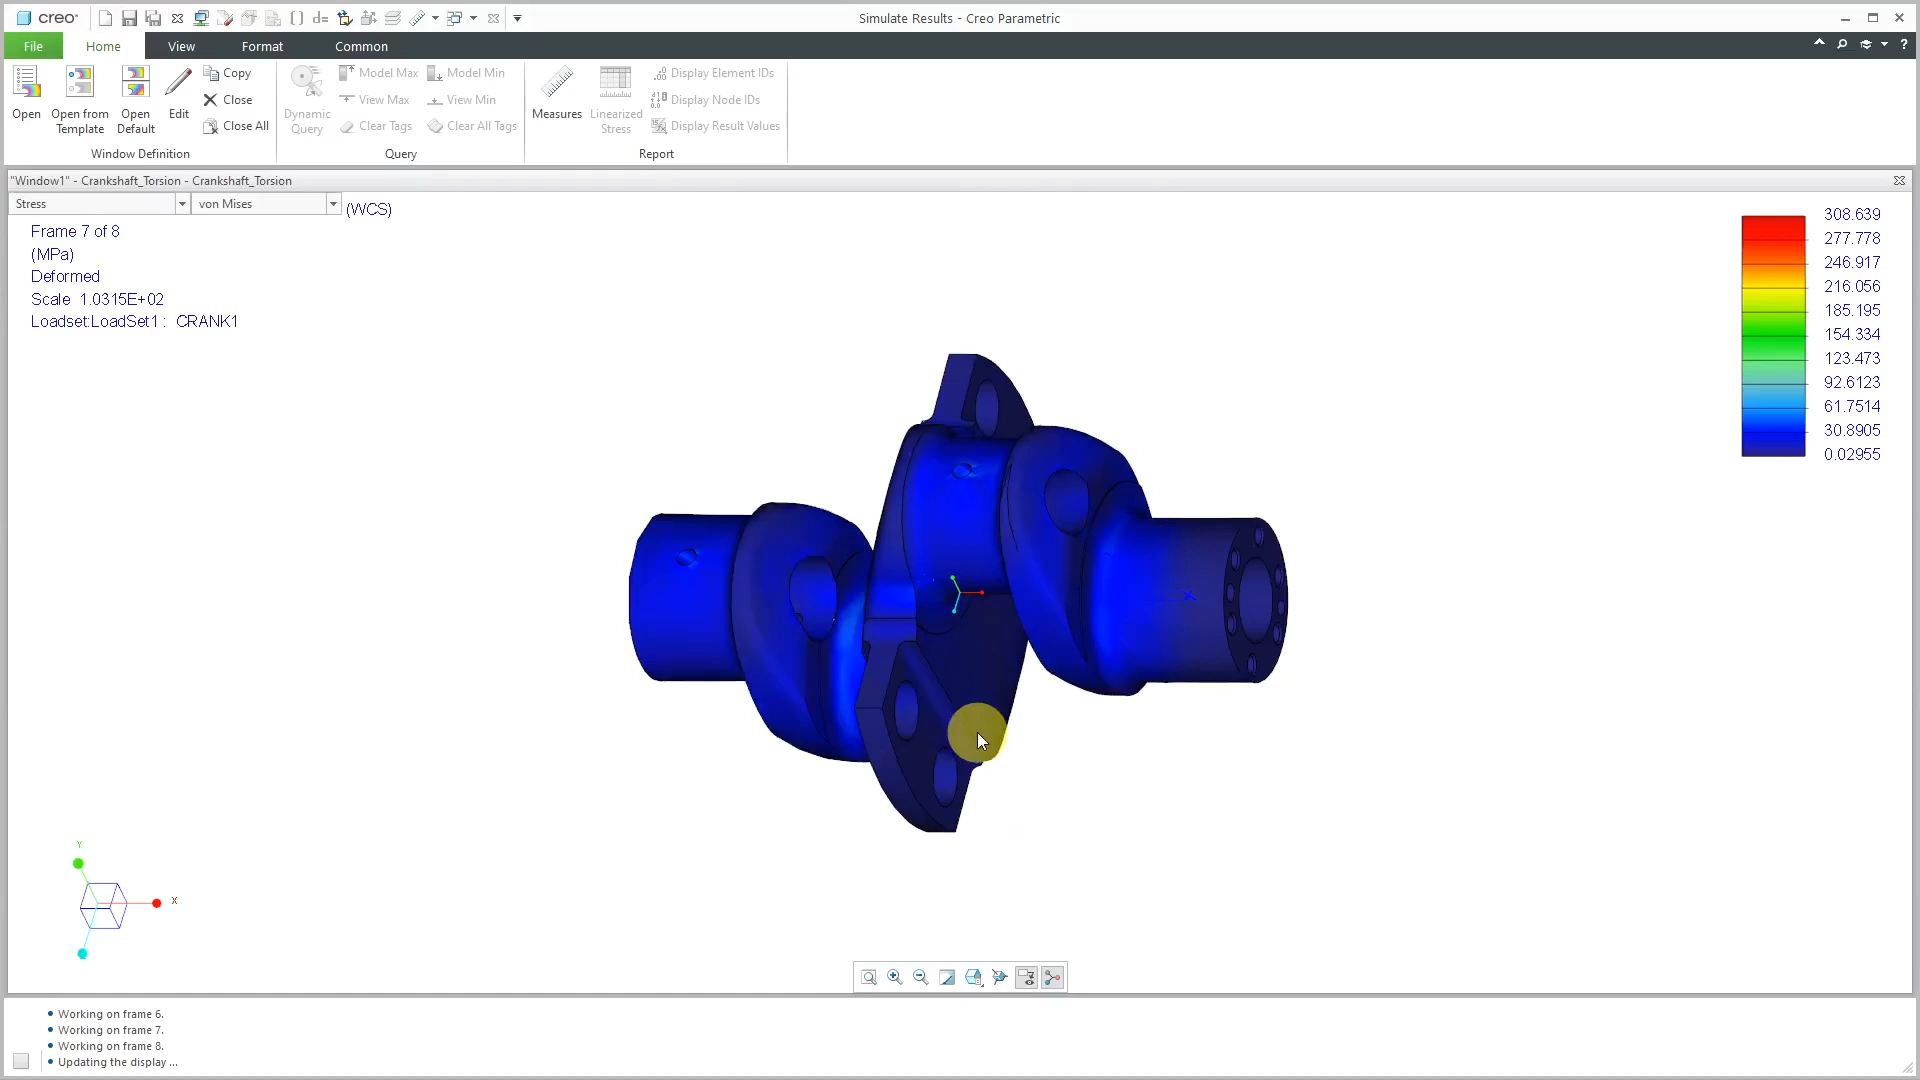 creo
d=
Simulate Results - Creo Parametric
File
Home
View
Format
Common
?
Open
Open from Template
Open Default
Edit
Copy
Close
Close All
Window Definition
Dynamic Query
Model Max
Model Min
View Max
View Min
Clear Tags
Clear All Tags
Query
Measures
Linearized Stress
Display Element IDs
Display Node IDs
Display Result Values
Report
"Window1" - Crankshaft_Torsion - Crankshaft_Torsion
Stress
von Mises
(WCS)
Frame 7 of 8
(MPa)
Deformed
Scale 1.0315E+02
Loadset:LoadSet1 : CRANK1
308.639
277.778
246.917
216.056
185.195
154.334
123.473
92.6123
61.7514
30.8905
0.02955
Y
X
Working on frame 6.
Working on frame 7.
Working on frame 8.
Updating the display ...